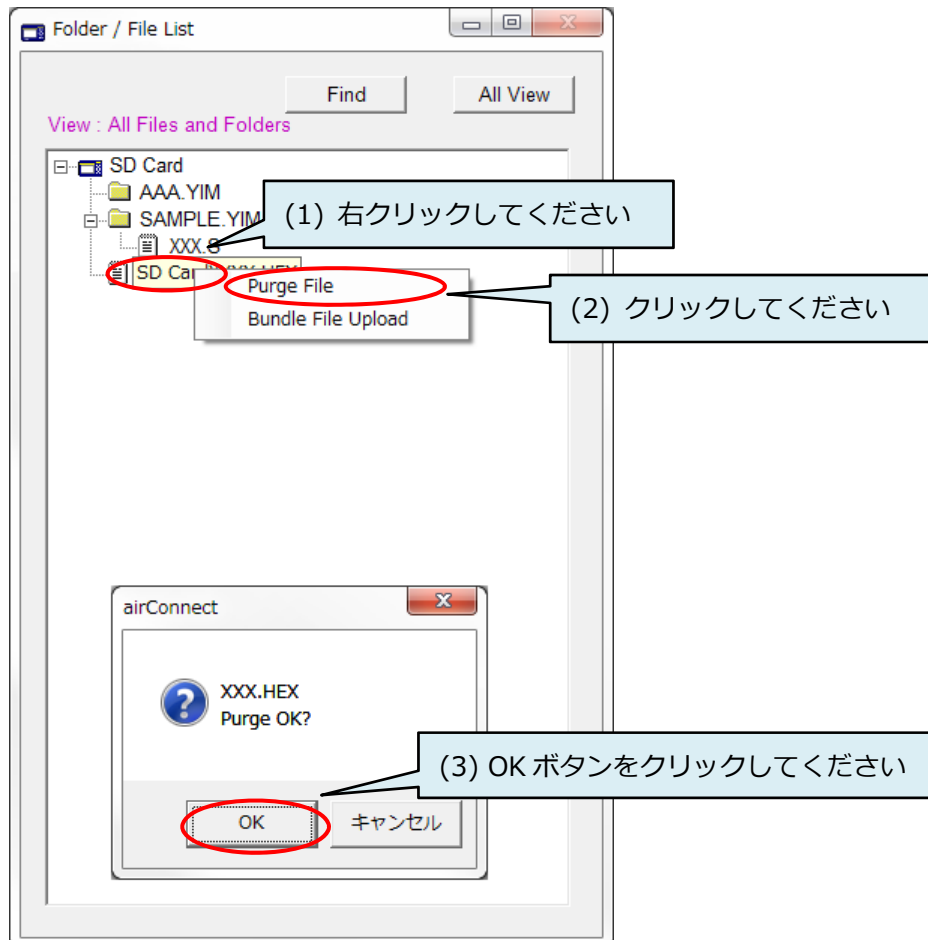 Folder / File List
Find
All View
View : All Files and Folders
SD Card
AAA.YIM
SAMPLE.YIM
(1) 右クリックしてください
XXX.S
SD Car
Purge File
Bundle File Upload
(2) クリックしてください
airConnect
XXX.HEX
Purge OK?
(3) OK ボタンをクリックしてください
OK
キャンセル